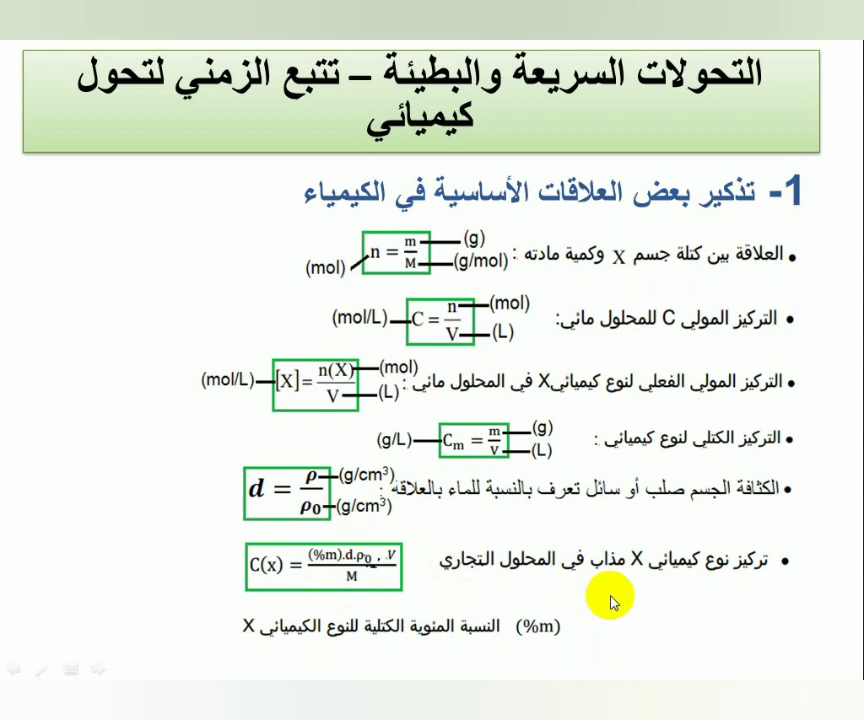 التحولات السريعة والبطيئة – تتبع الزمني لتحول
كيميائي
1- تذكير بعض العلاقات الأساسية في الكيمياء
• العلاقة بين كتلة جسم X وكمية مادته : (mol) n = m/M (g) (g/mol)
• التركيز المولي C للمحلول مائي: (mol/L) C = n/V (mol) (L)
• التركيز المولي الفعلي لنوع كيميائيX في المحلول مائي : (mol/L) [X]= n(X)/V (mol) (L)
• التركيز الكتلي لنوع كيميائي : (g/L) Cₘ = m/V (g) (L)
• الكثافة الجسم صلب أو سائل تعرف بالنسبة للماء بالعلاقة : d = ρ/ρ₀ (g/cm³) (g/cm³)
• تركيز نوع كيميائي X مذاب في المحلول التجاري C(x) = (%m).d.ρ₀ . V/M
(%m) النسبة المئوية الكتلية للنوع الكيميائي X